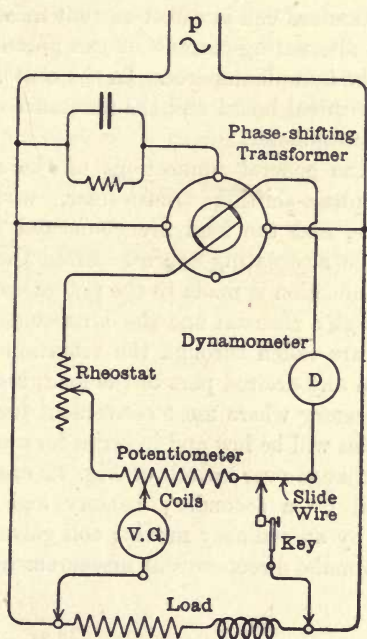 p
Phase-shifting
Transformer
Dynamometer
D
Rheostat
Potentiometer
Coils
Slide
Wire
V.G.
Key
Load